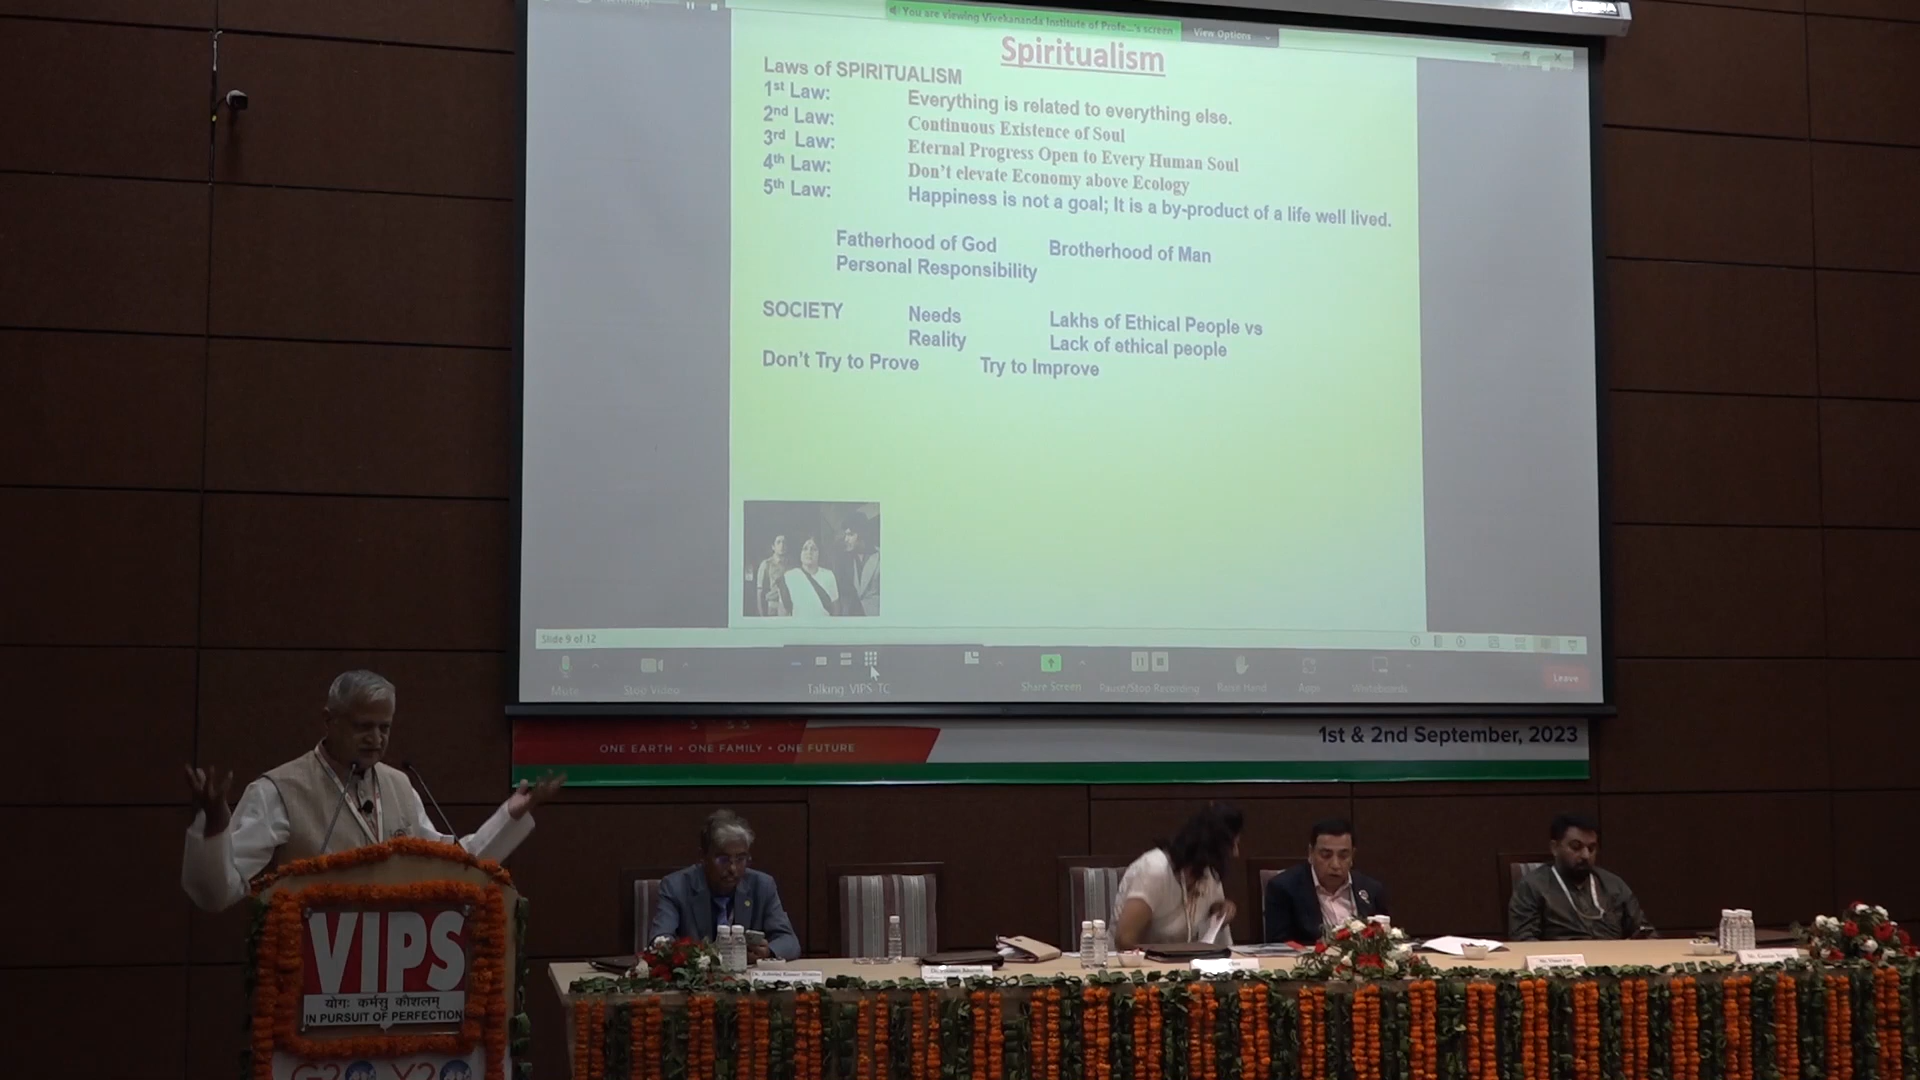 You are viewing Vivekananda Institute of Profe...'s screen
View Options
Spiritualism
Laws of SPIRITUALISM
1st Law: Everything is related to everything else.
2nd Law: Continuous Existence of Soul
3rd Law: Eternal Progress Open to Every Human Soul
4th Law: Don't elevate Economy above Ecology
5th Law: Happiness is not a goal; It is a by-product of a life well lived.
Fatherhood of God Brotherhood of Man
Personal Responsibility
SOCIETY Needs Lakhs of Ethical People vs
Reality Lack of ethical people
Don't Try to Prove Try to Improve
Slide 9 of 12
Mute Stop Video Talking: VIPS-TC Share Screen Pause/Stop Recording Raise Hand Apps Whiteboards Leave
ONE EARTH • ONE FAMILY • ONE FUTURE
1st & 2nd September, 2023
VIPS
योगः कर्मसु कौशलम्
IN PURSUIT OF PERFECTION